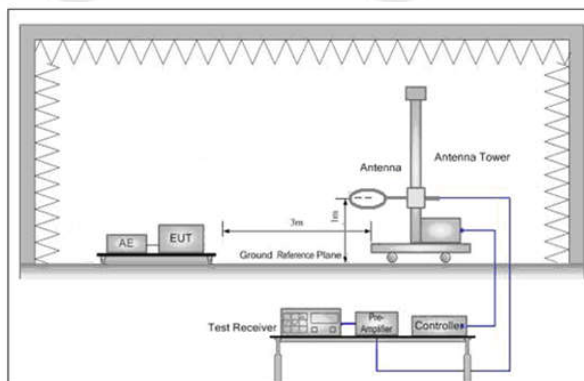 Antenna Tower
Antenna
3m
1m
AE
EUT
Ground Reference Plane
Test Receiver
Pre-
Amplifier
Controller